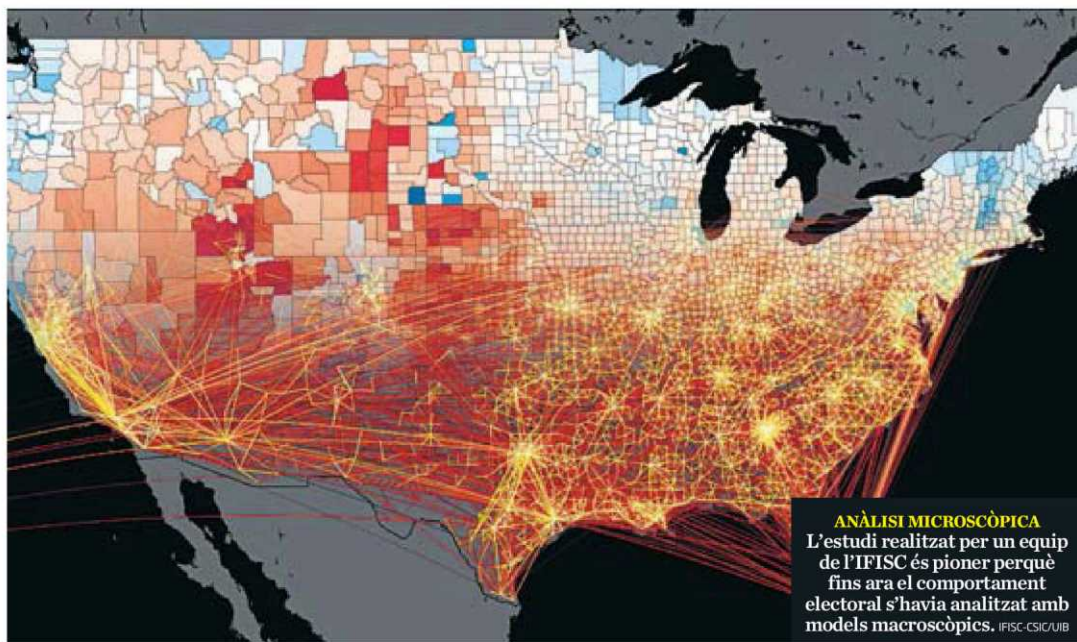 ANÀLISI MICROSCÒPICA
L'estudi realitzat per un equip
de l'IFISC és pioner perquè
fins ara el comportament
electoral s'havia analitzat amb
models macroscòpics. IFISC-CSIC/UIB